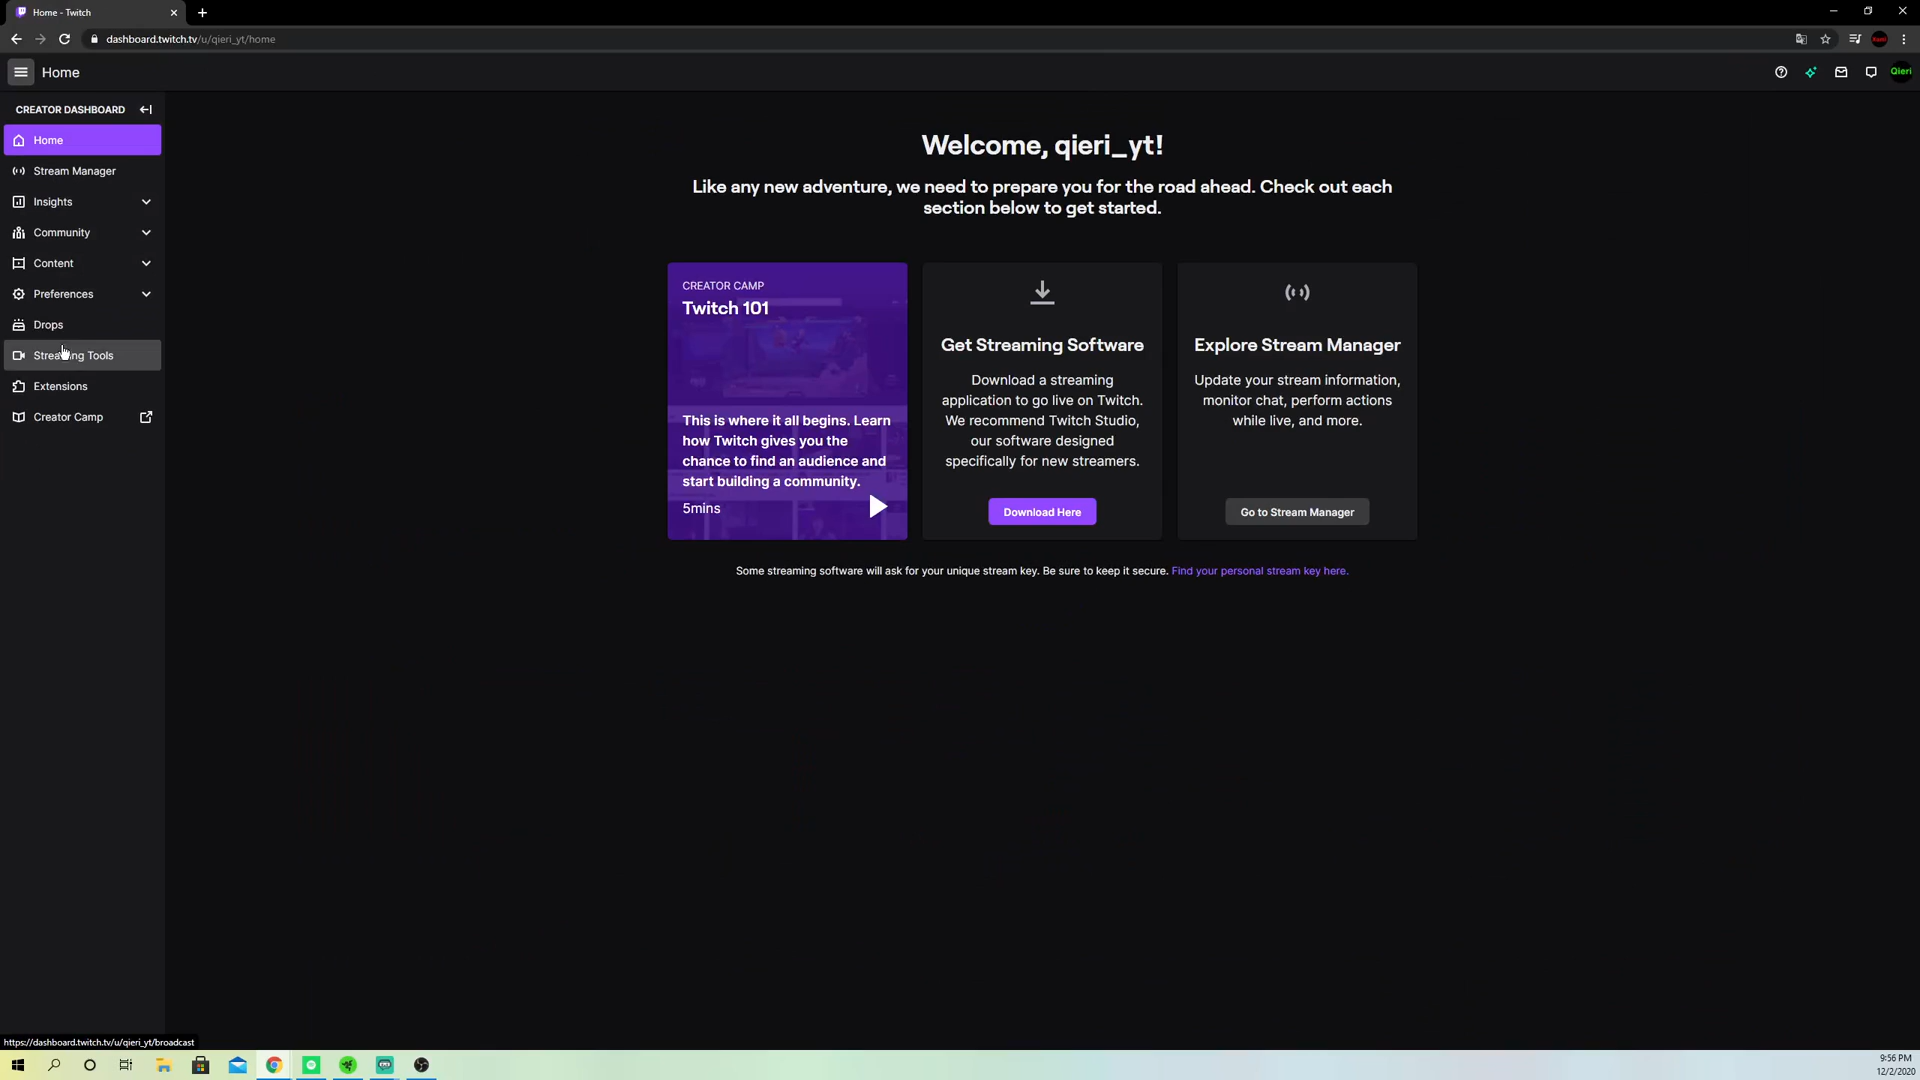 Home - Twitch
dashboard.twitch.tv/u/qieri_yt/home
Home
Qieri
CREATOR DASHBOARD
Home
Stream Manager
Insights
Community
Content
Preferences
Drops
Streaming Tools
Extensions
Creator Camp
Welcome, qieri_yt!
Like any new adventure, we need to prepare you for the road ahead. Check out each
section below to get started.
CREATOR CAMP
Twitch 101
This is where it all begins. Learn
how Twitch gives you the
chance to find an audience and
start building a community.
5mins
Get Streaming Software
Download a streaming
application to go live on Twitch.
We recommend Twitch Studio,
our software designed
specifically for new streamers.
Download Here
Explore Stream Manager
Update your stream information,
monitor chat, perform actions
while live, and more.
Go to Stream Manager
Some streaming software will ask for your unique stream key. Be sure to keep it secure. Find your personal stream key here.
https://dashboard.twitch.tv/u/qieri_yt/broadcast
9:56 PM
12/2/2020